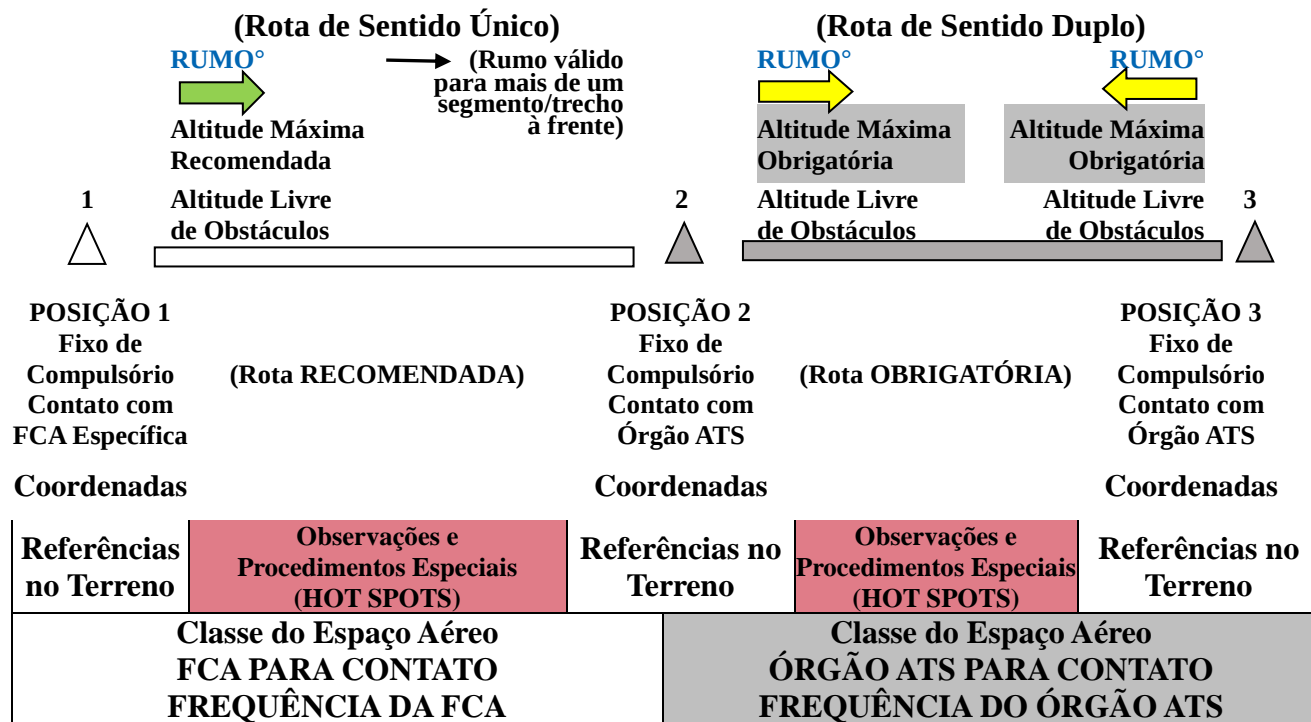 (Rota de Sentido Único)
RUMO°
(Rumo válido
para mais de um
segmento/trecho
à frente)
Altitude Máxima
Recomendada
Altitude Livre
de Obstáculos
1
(Rota de Sentido Duplo)
RUMO°
RUMO°
Altitude Máxima
Obrigatória
Altitude Máxima
Obrigatória
2
Altitude Livre
de Obstáculos
Altitude Livre
de Obstáculos
3
POSIÇÃO 1
Fixo de
Compulsório
Contato com
FCA Específica
(Rota RECOMENDADA)
POSIÇÃO 2
Fixo de
Compulsório
Contato com
Órgão ATS
(Rota OBRIGATÓRIA)
POSIÇÃO 3
Fixo de
Compulsório
Contato com
Órgão ATS
Coordenadas
Coordenadas
Coordenadas
Referências
no Terreno
Observações e
Procedimentos Especiais
(HOT SPOTS)
Referências no
Terreno
Observações e
Procedimentos Especiais
(HOT SPOTS)
Referências no
Terreno
Classe do Espaço Aéreo
FCA PARA CONTATO
FREQUÊNCIA DA FCA
Classe do Espaço Aéreo
ÓRGÃO ATS PARA CONTATO
FREQUÊNCIA DO ÓRGÃO ATS